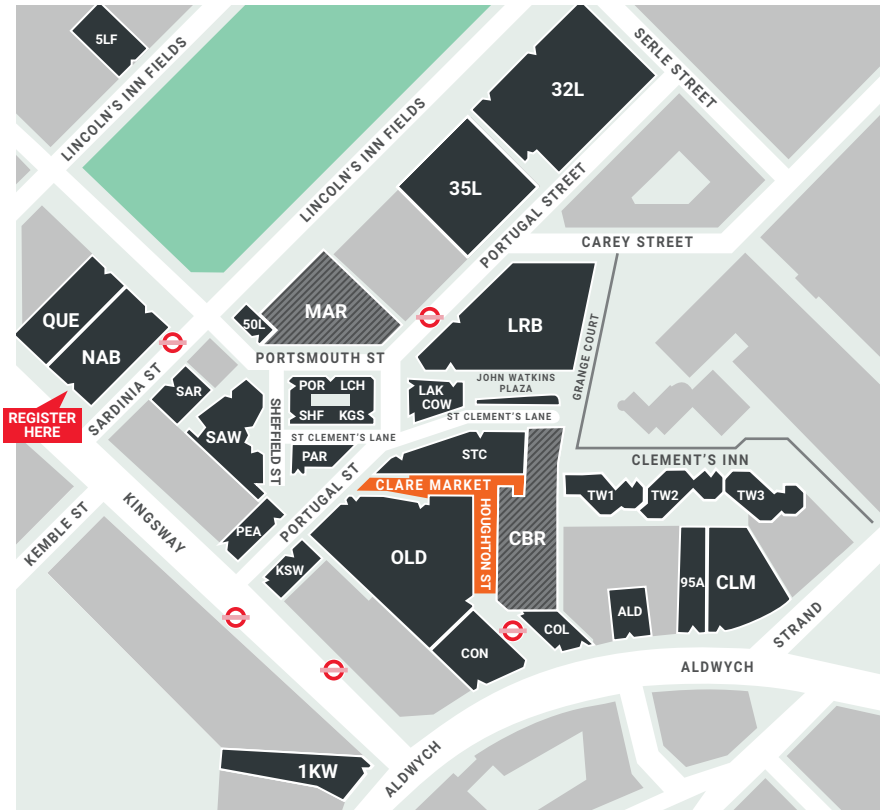 5LF
LINCOLN'S INN FIELDS
SERLE STREET
32L
LINCOLN'S INN FIELDS
35L
PORTUGAL STREET
CAREY STREET
QUE
NAB
50L
MAR
LRB
GRANGE COURT
PORTSMOUTH ST
SARDINIA ST
REGISTER
HERE
SAR
SAW
SHEFFIELD ST
POR
LCH
SHF
KGS
LAK
COW
JOHN WATKINS
PLAZA
ST CLEMENT'S LANE
ST CLEMENT'S LANE
PAR
STC
CLEMENT'S INN
CLARE MARKET
HOUGHTON ST
TW1
TW2
TW3
KEMBLE ST
KINGSWAY
PEA
PORTUGAL ST
KSW
OLD
CBR
95A
CLM
ALD
COL
CON
STRAND
ALDWYCH
ALDWYCH
1KW